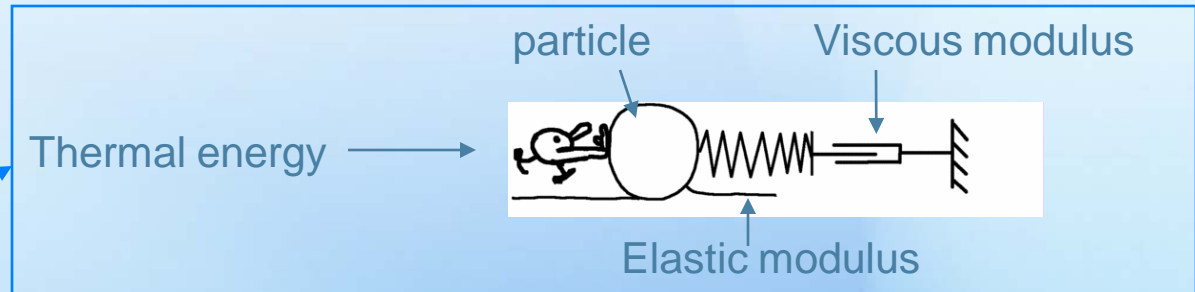 particle
Viscous modulus
Thermal energy
Elastic modulus